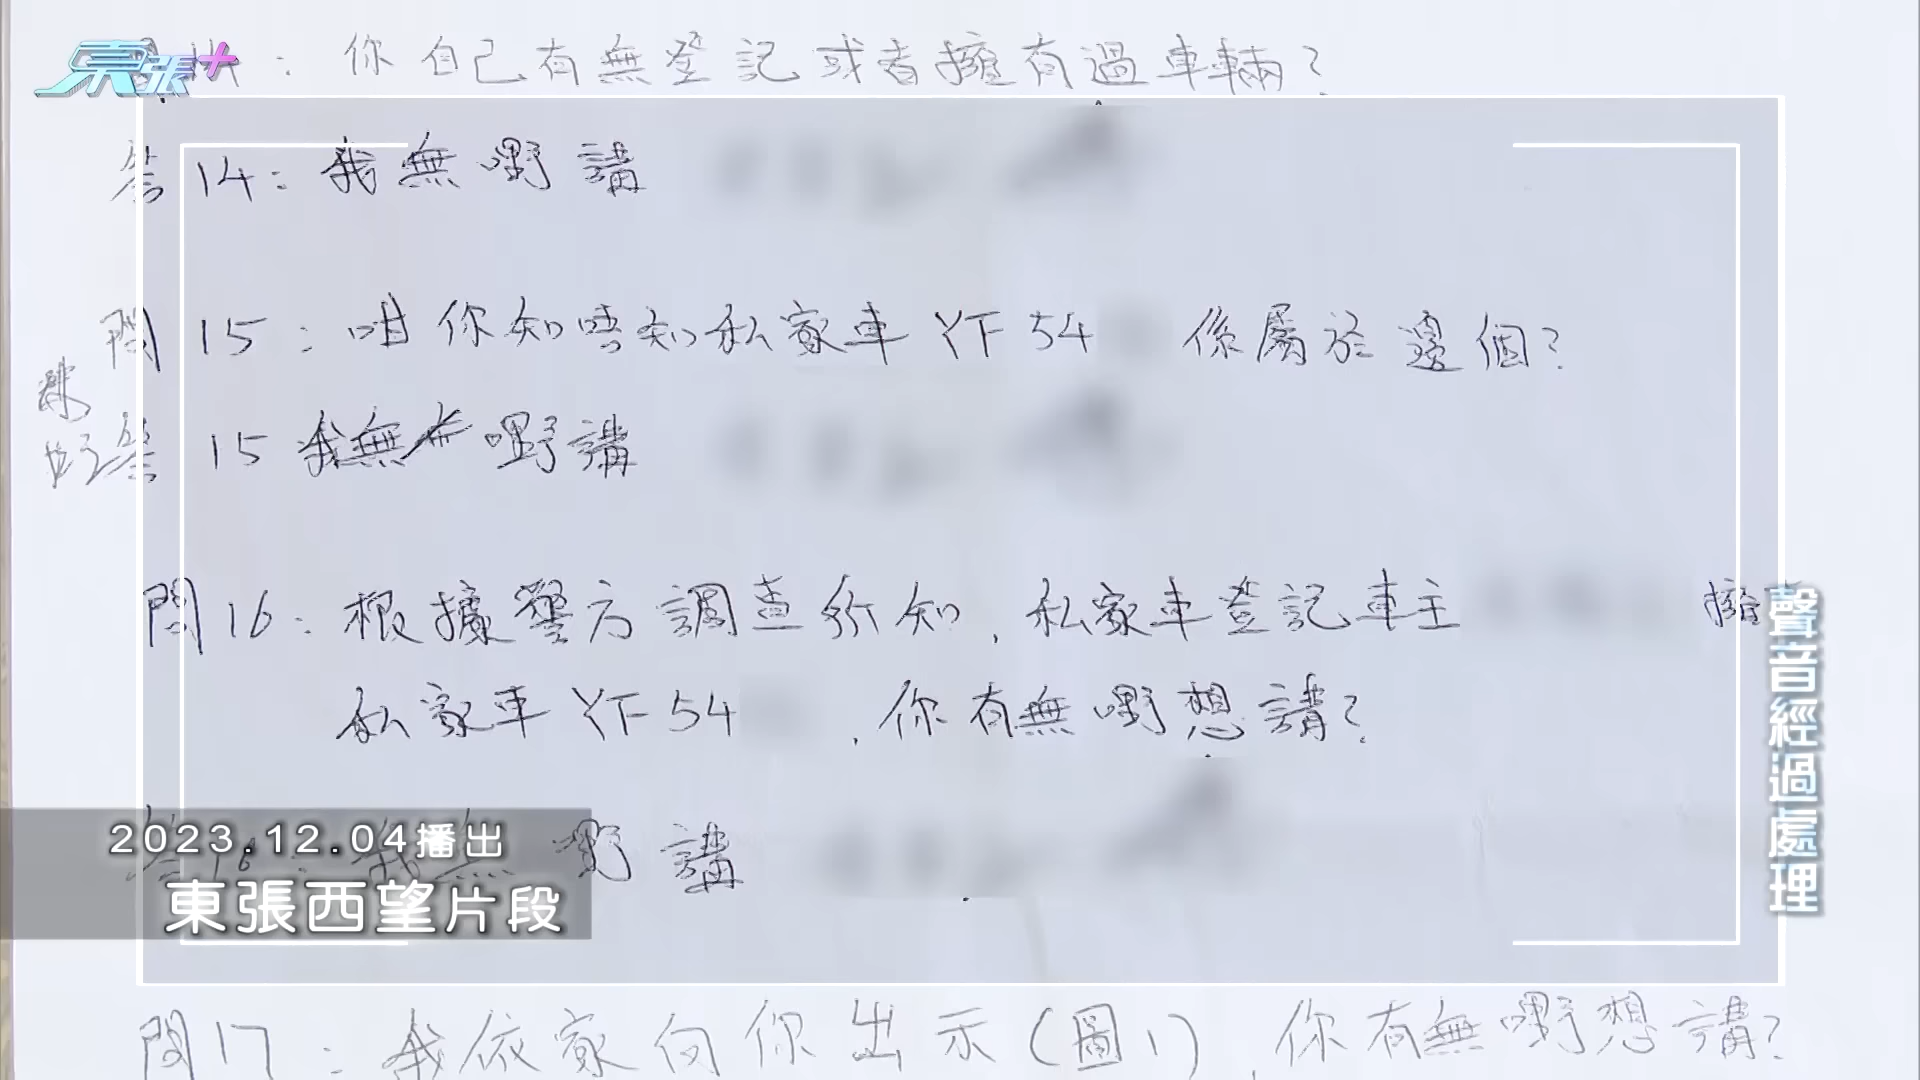 東張+
問14：你自己有無登記或者擁有過車輛？
答14：我無嘢講
問15：咁你知唔知私家車YF54 係屬於邊個？
答15 我無嘢講
問16：根據警方調查所知，私家車登記車主 擁
私家車YF54 ，你有無嘢想講？
答16：我無嘢講
問17：我依家向你出示（圖1），你有無嘢想講？
聲音經過處理
2023.12.04播出
東張西望片段